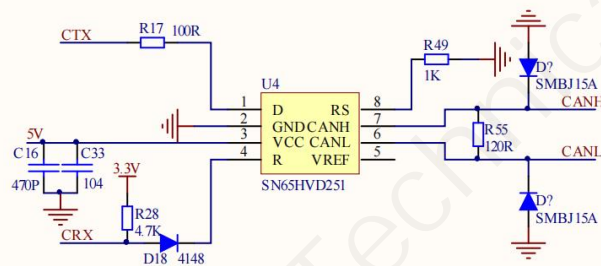 CTX
R17
100R
U4
1
D
RS
8
2
GND
CANH
7
3
VCC
CANL
6
4
R
VREF
5
SN65HVD251
R49
1K
D?
SMBJ15A
CANH
R55
120R
CANL
D?
SMBJ15A
5V
C16
C33
470P
104
3.3V
R28
4.7K
CRX
D18
4148
Technic